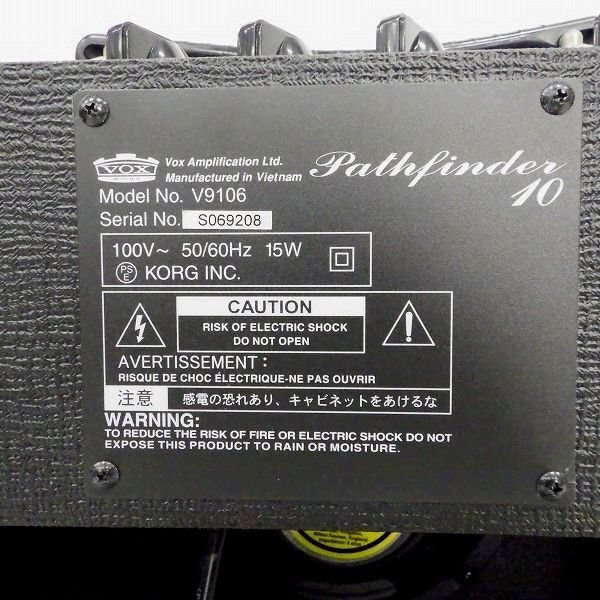 VOX
Vox Amplification Ltd.
Manufactured in Vietnam
Pathfinder
10
Model No. V9106
Serial No. S069208
100V~ 50/60Hz 15W
PS E KORG INC.
CAUTION
RISK OF ELECTRIC SHOCK
DO NOT OPEN
AVERTISSEMENT :
RISQUE DE CHOC ÉLECTRIQUE-NE PAS OUVRIR
注意 感電の恐れあり、キャビネットをあけるな
WARNING:
TO REDUCE THE RISK OF FIRE OR ELECTRIC SHOCK DO NOT
EXPOSE THIS PRODUCT TO RAIN OR MOISTURE.
Milton Keynes, England